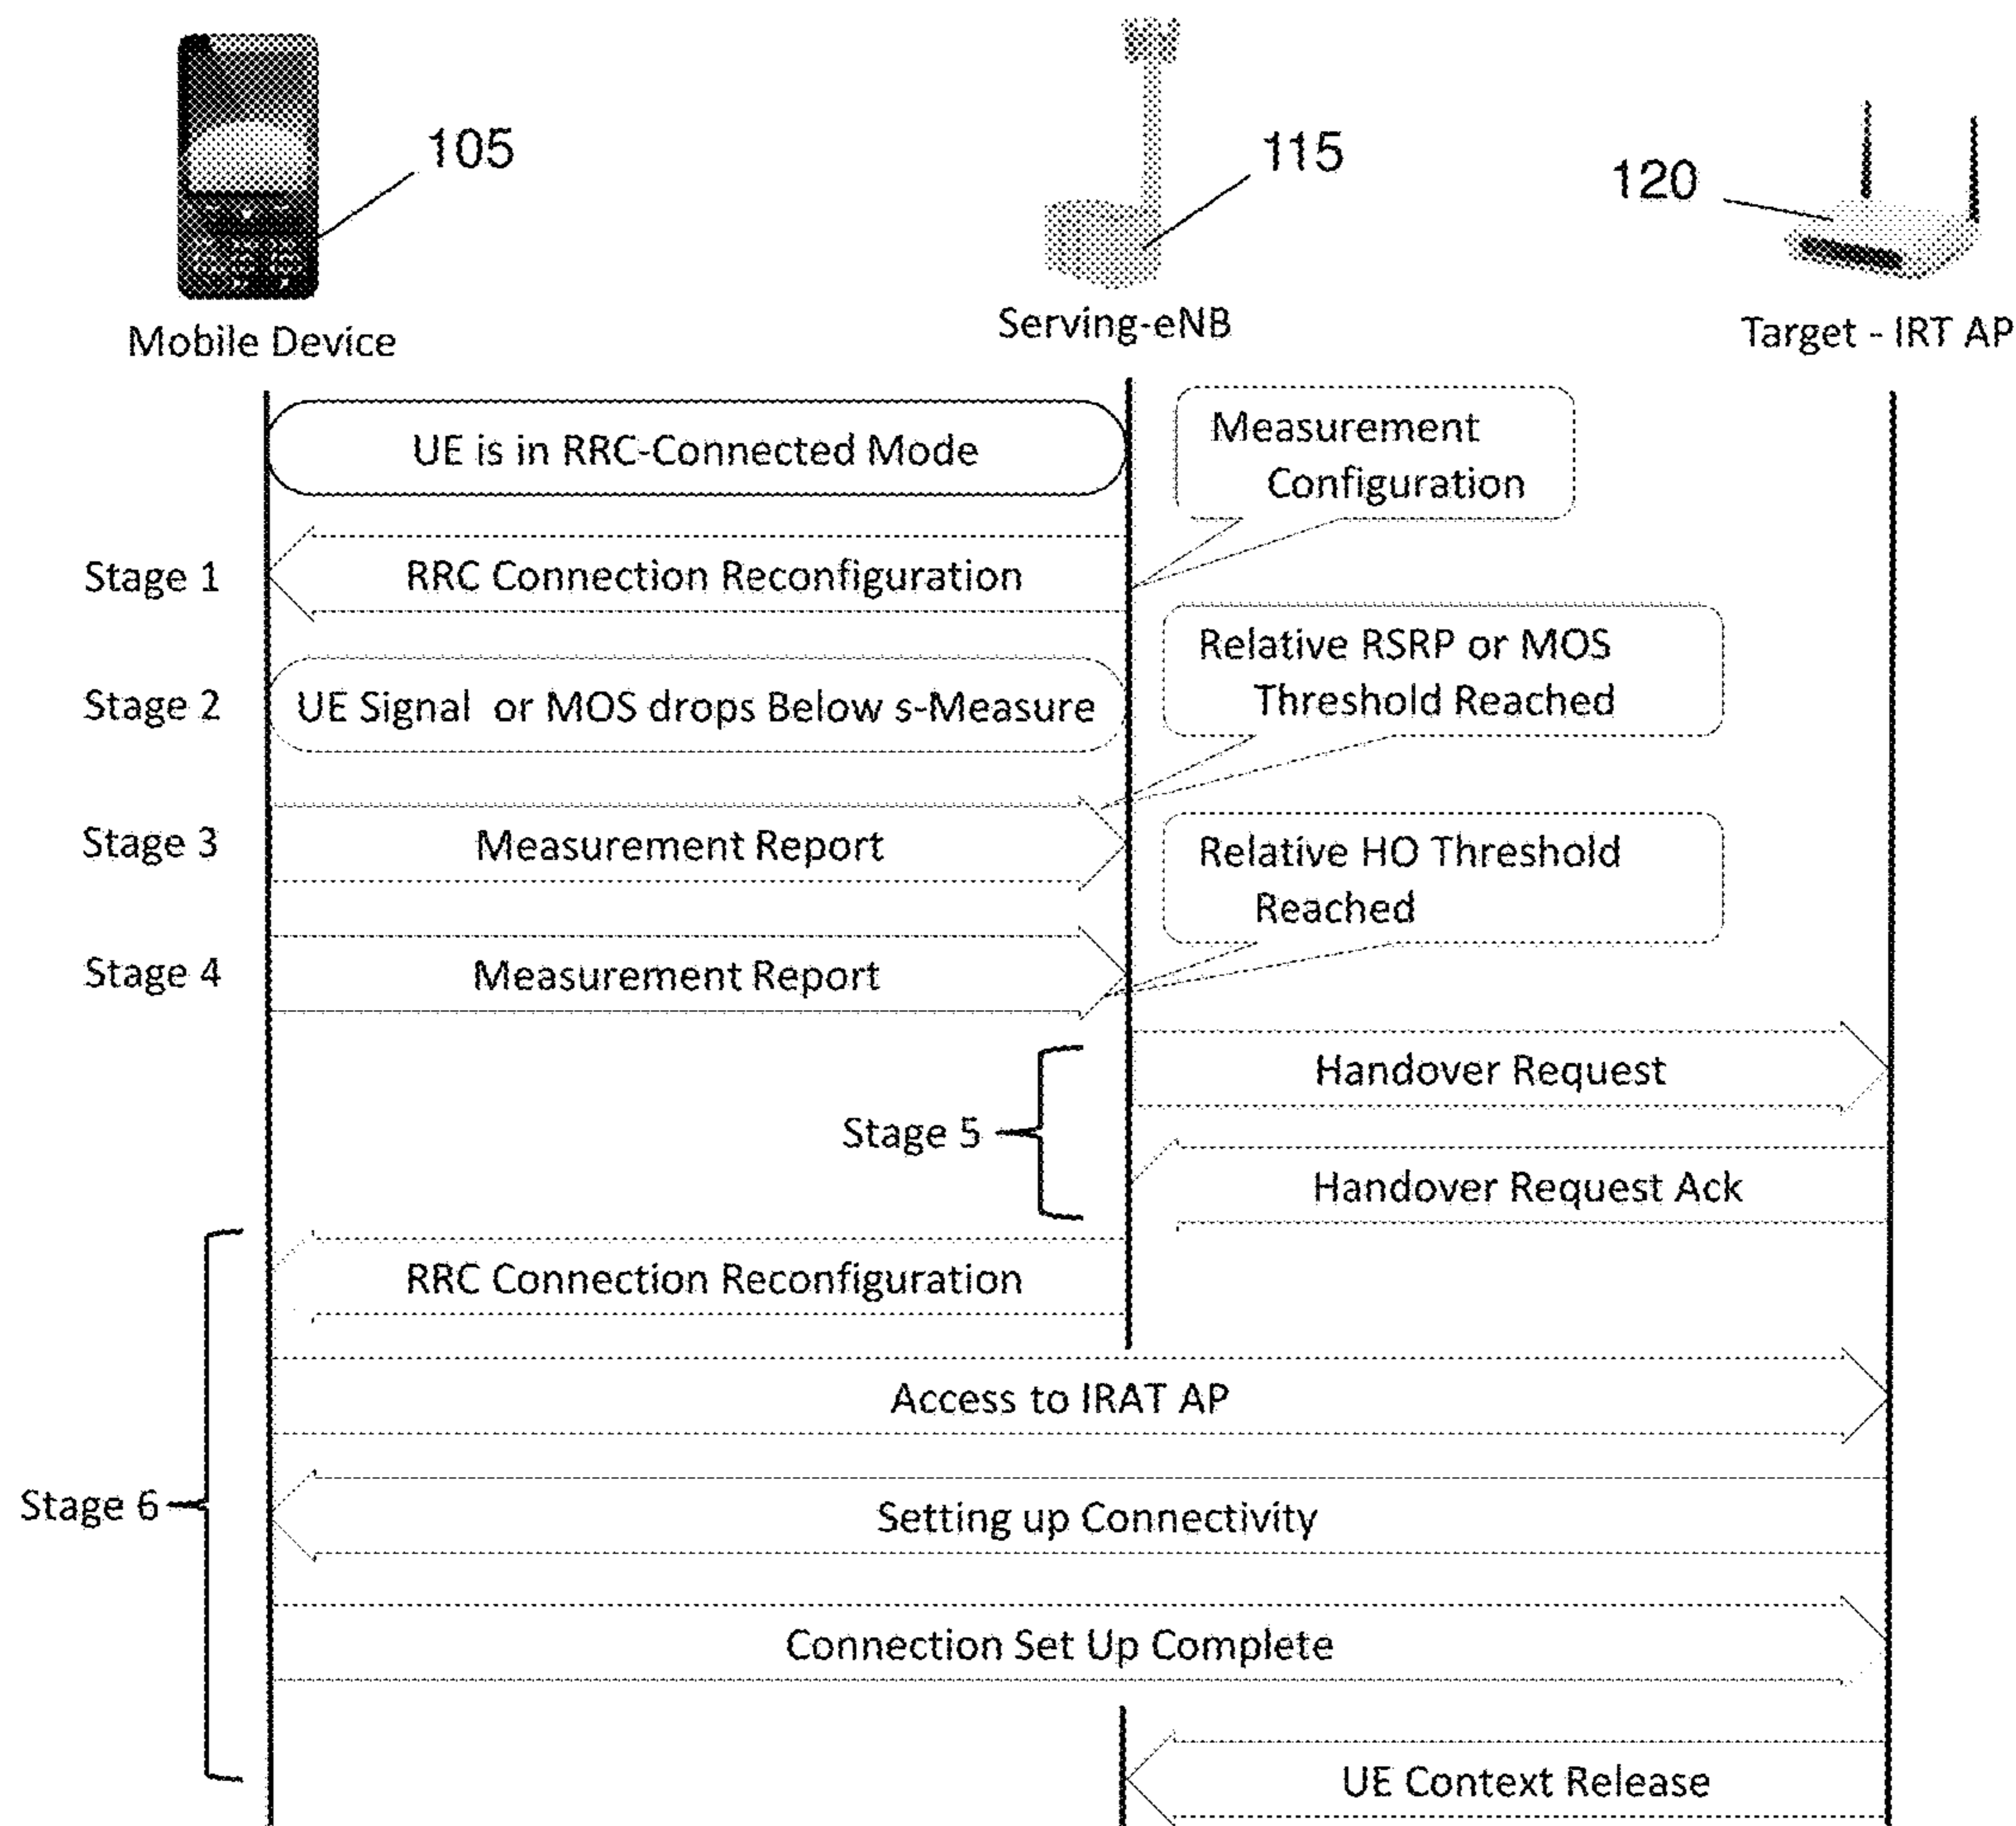 105
115
120
Mobile Device
Serving-eNB
Target - IRT AP
UE is in RRC-Connected Mode
Measurement
Configuration
Stage 1
RRC Connection Reconfiguration
Relative RSRP or MOS
Threshold Reached
Stage 2
UE Signal or MOS drops Below s-Measure
Stage 3
Measurement Report
Relative HO Threshold
Reached
Stage 4
Measurement Report
Handover Request
Stage 5
Handover Request Ack
RRC Connection Reconfiguration
Access to IRAT AP
Stage 6
Setting up Connectivity
Connection Set Up Complete
UE Context Release